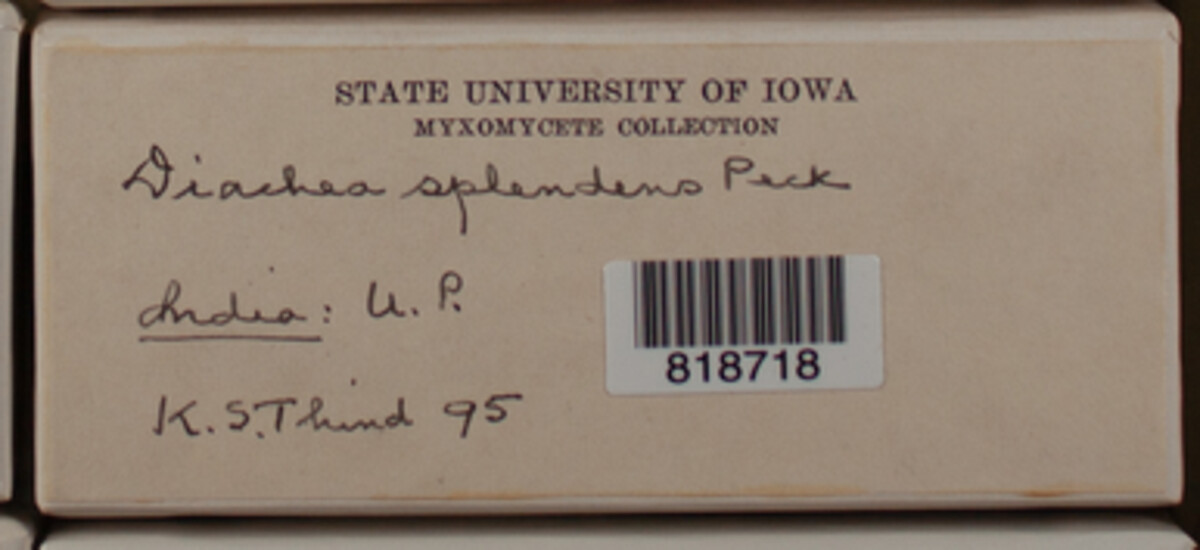 STATE UNIVERSITY OF IOWA
MYXOMYCETE COLLECTION
Diachea splendens Peck
India: U. P.
818718
K. S. Thind 95